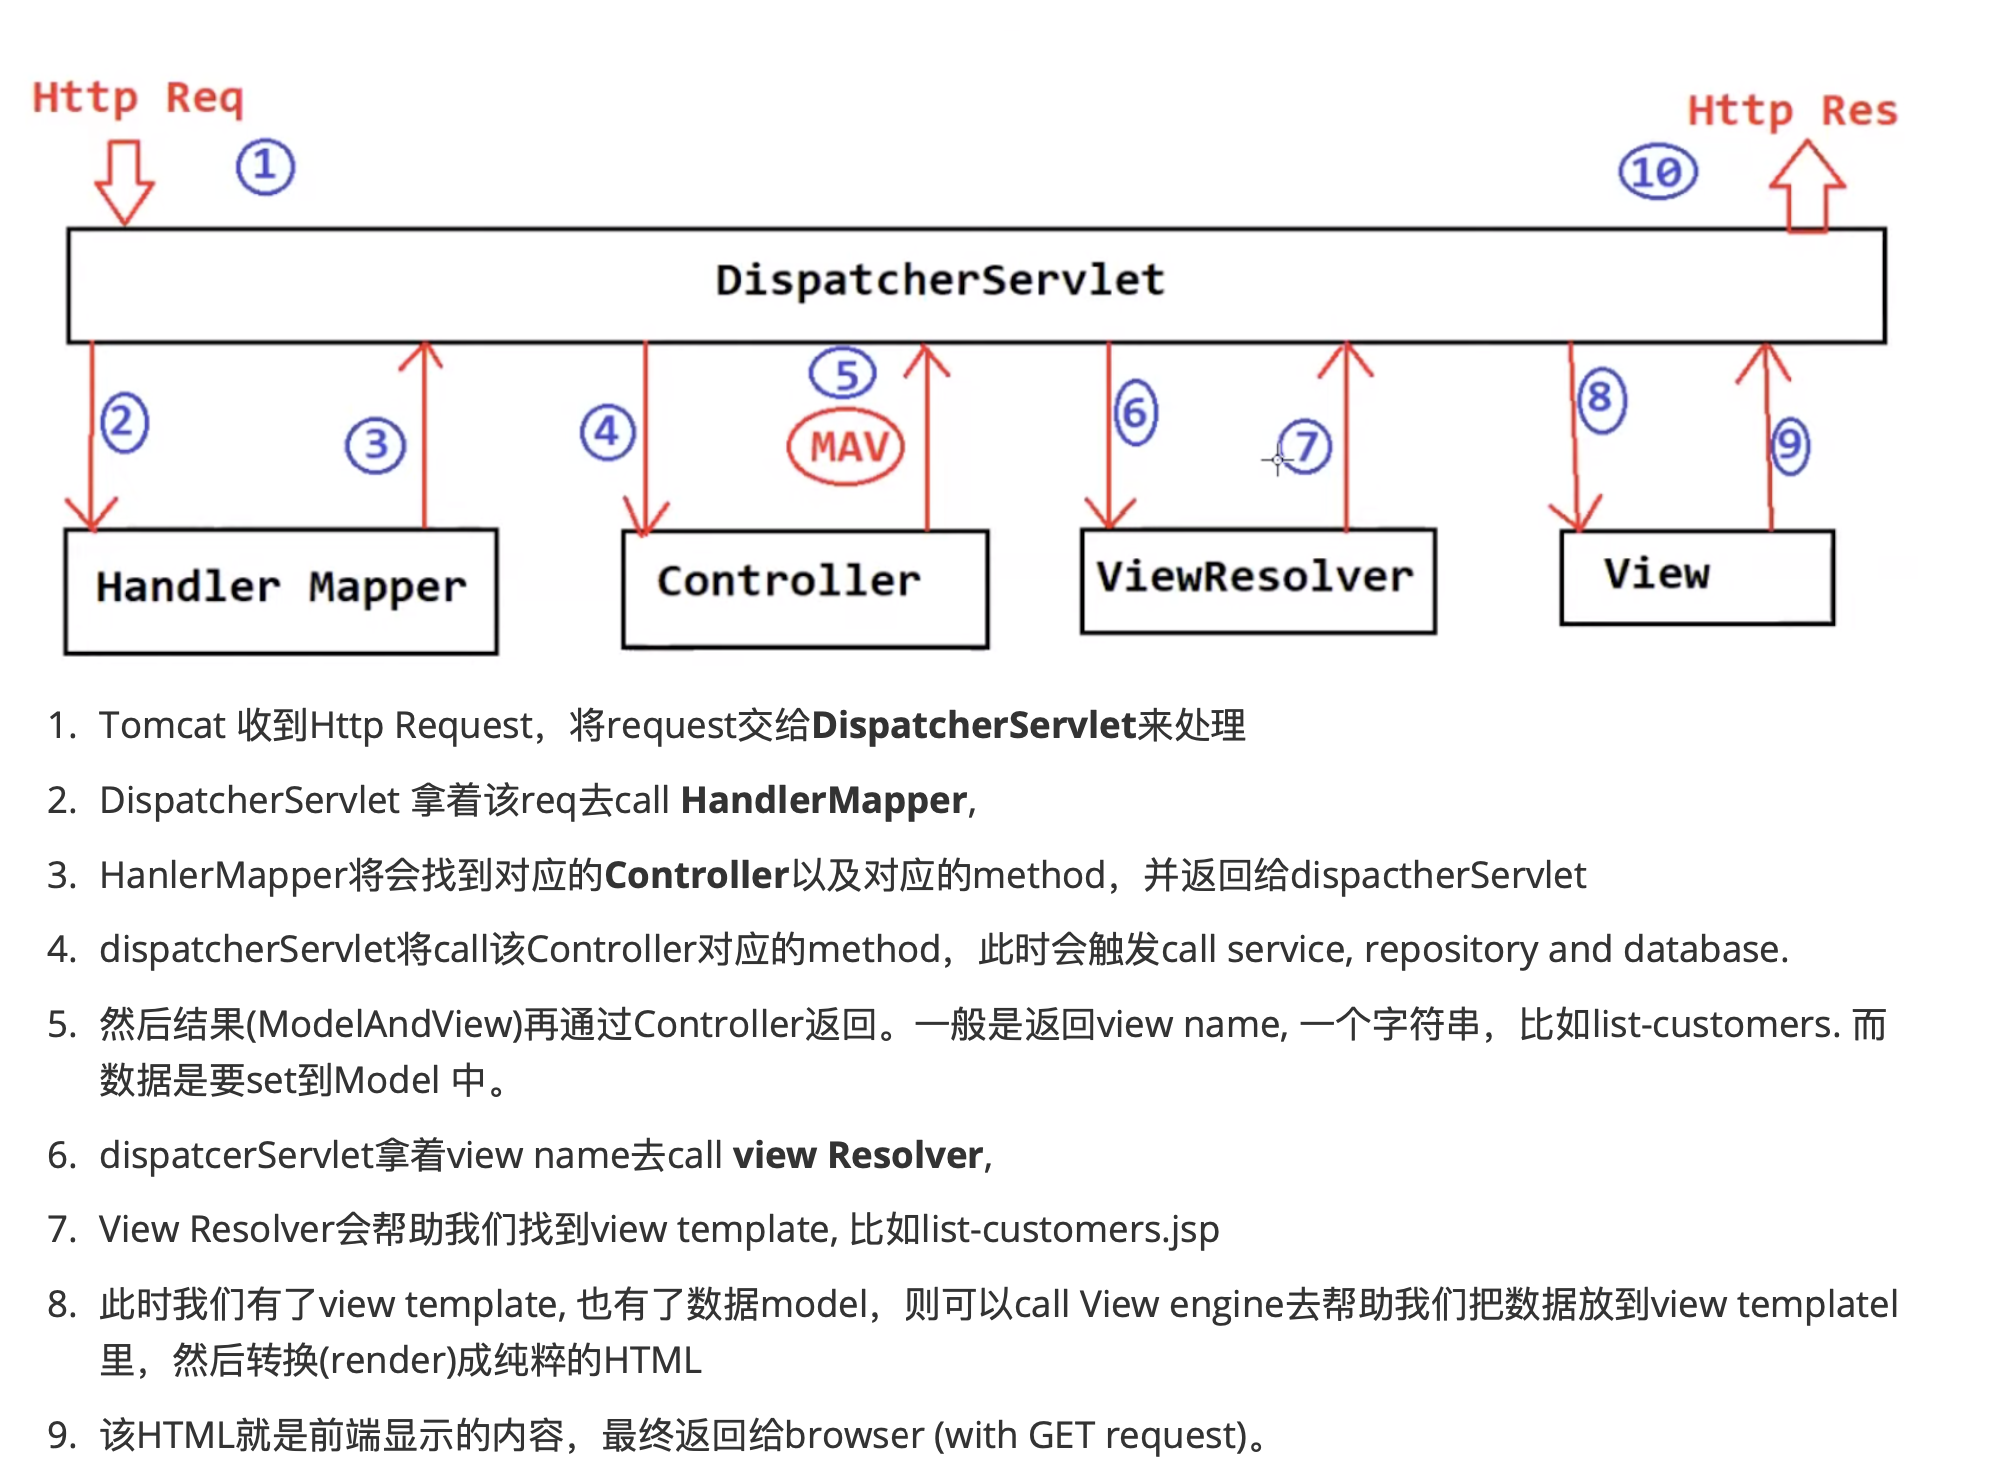 Http Req
Http Res
1
10
DispatcherServlet
2
3
4
5
MAV
6
7
8
9
Handler Mapper
Controller
ViewResolver
View
1. Tomcat 收到Http Request，将request交给DispatcherServlet来处理
2. DispatcherServlet 拿着该req去call HandlerMapper,
3. HanlerMapper将会找到对应的Controller以及对应的method，并返回给dispactherServlet
4. dispatcherServlet将call该Controller对应的method，此时会触发call service, repository and database.
5. 然后结果(ModelAndView)再通过Controller返回。一般是返回view name, 一个字符串，比如list-customers. 而
数据是要set到Model 中。
6. dispatcerServlet拿着view name去call view Resolver,
7. View Resolver会帮助我们找到view template, 比如list-customers.jsp
8. 此时我们有了view template, 也有了数据model，则可以call View engine去帮助我们把数据放到view templatel
里，然后转换(render)成纯粹的HTML
9. 该HTML就是前端显示的内容，最终返回给browser (with GET request)。